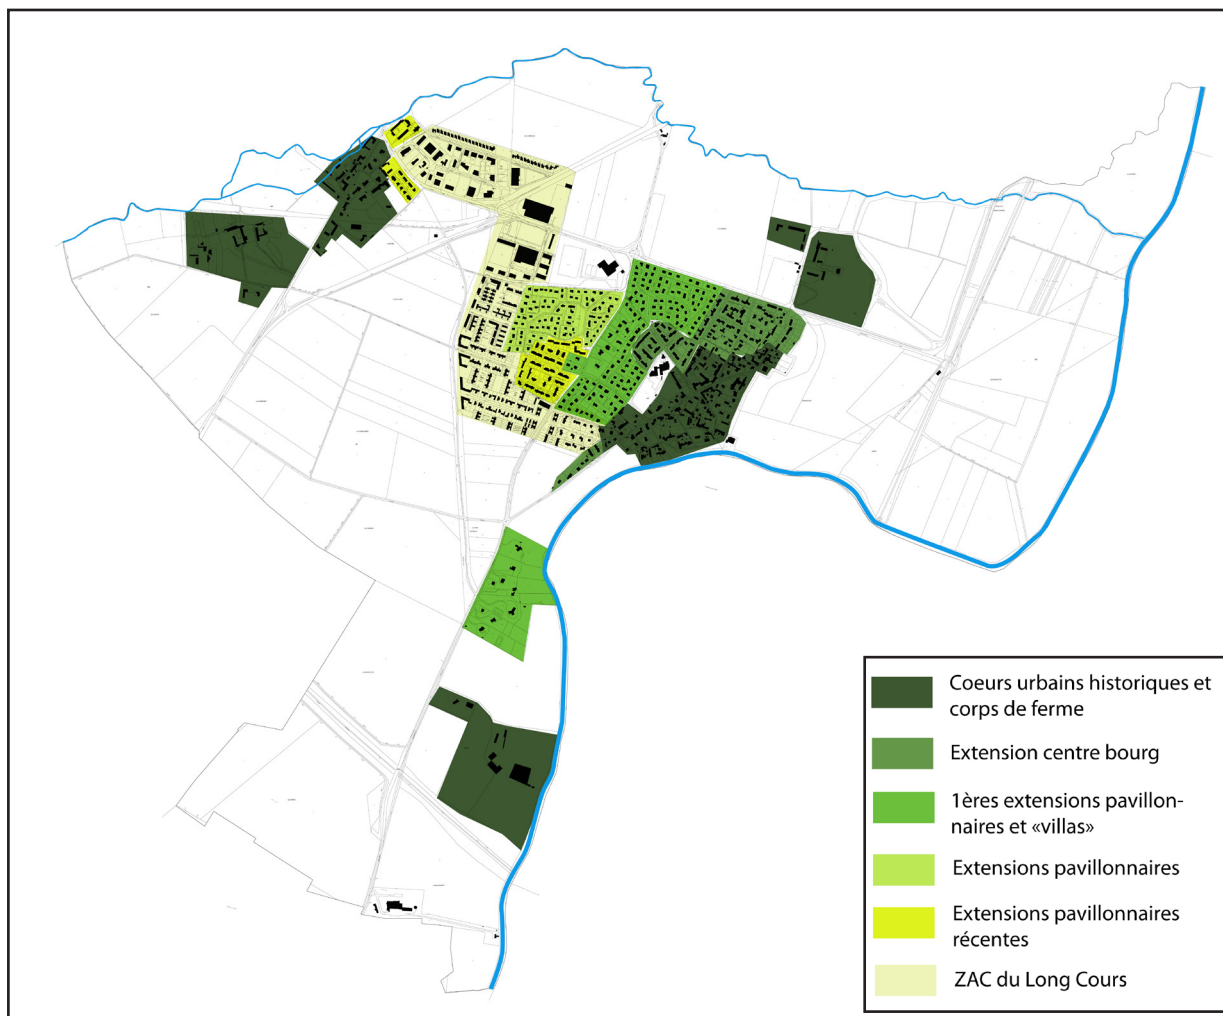 Coeurs urbains historiques et
corps de ferme
Extension centre bourg
1ères extensions pavillon-
naires et «villas»
Extensions pavillonnaires
Extensions pavillonnaires
récentes
ZAC du Long Cours